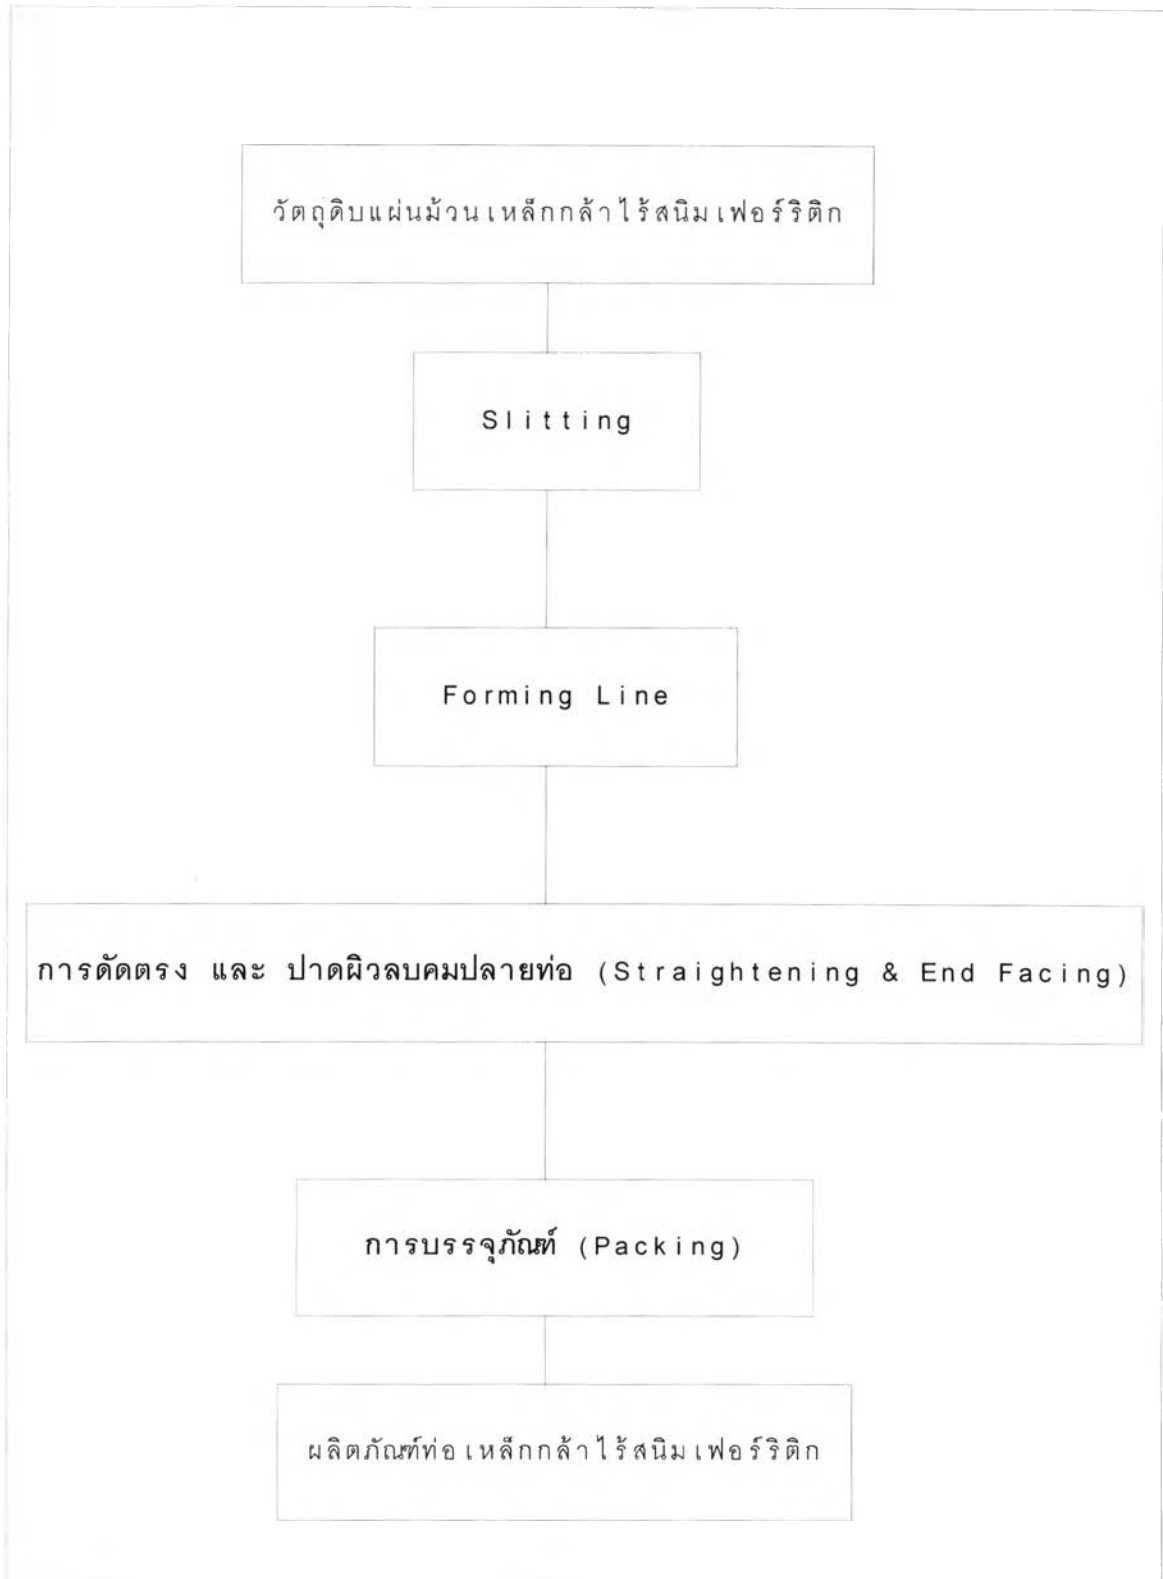 วัตถุดิบแผ่นม้วนเหล็กกล้าไร้สนิมเฟอร์ริติก
Slitting
Forming Line
การดัดตรง และ ปาดผิวลบคมปลายท่อ (Straightening & End Facing)
การบรรจุภัณฑ์ (Packing)
ผลิตภัณฑ์ท่อเหล็กกล้าไร้สนิมเฟอร์ริติก